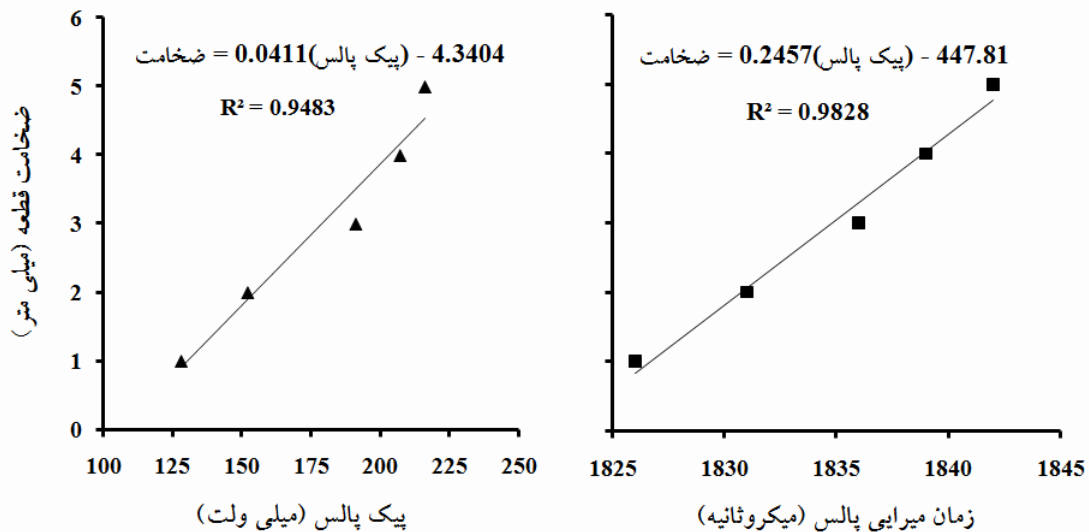 ضخامت = 0.0411(پیک پالس) - 4.3404
R² = 0.9483
ضخامت قطعه (میلی متر)
6
5
4
3
2
1
0
100 125 150 175 200 225 250
پیک پالس (میلی ولت)
ضخامت = 0.2457(پیک پالس) - 447.81
R² = 0.9828
1825 1830 1835 1840 1845
زمان میرایی پالس (میکروثانیه)